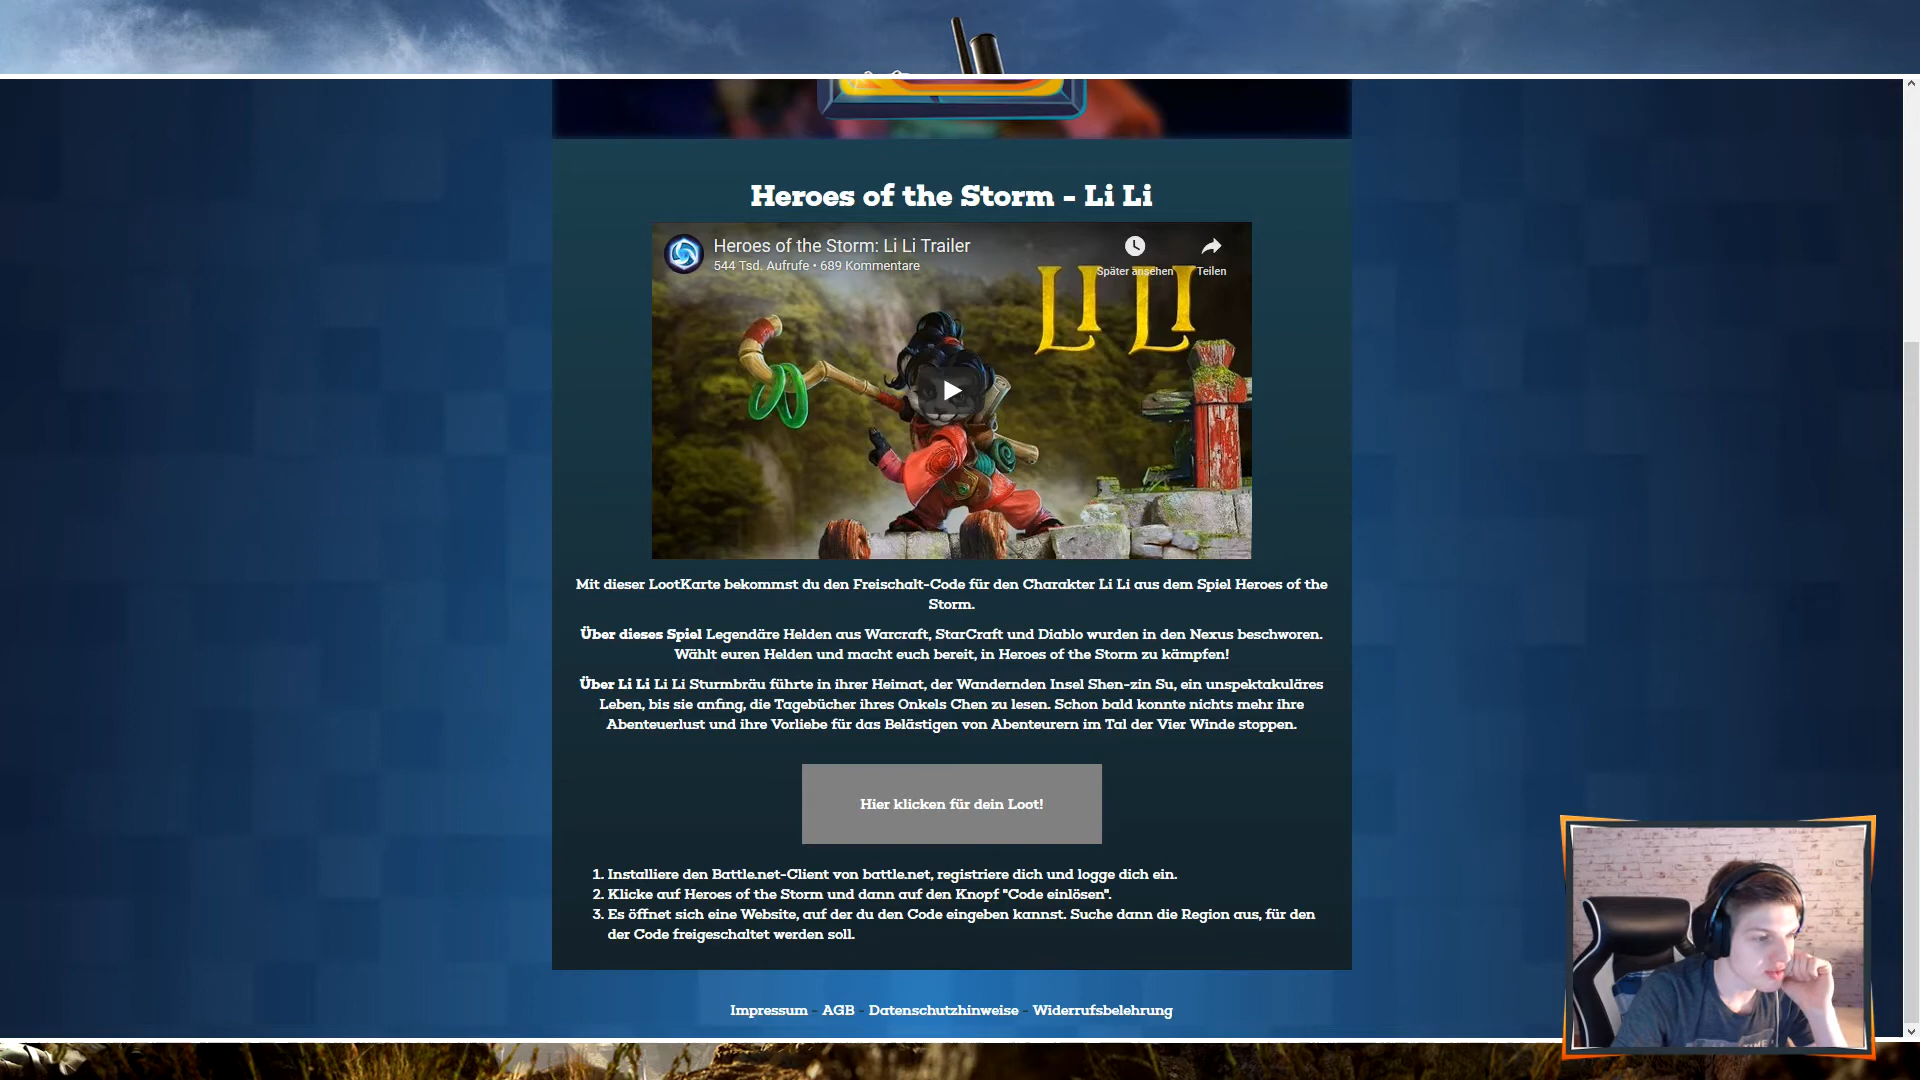 Heroes of the Storm - Li Li
Heroes of the Storm: Li Li Trailer
544 Tsd. Aufrufe • 689 Kommentare
Später ansehen
Teilen
LI LI
Mit dieser LootKarte bekommst du den Freischalt-Code für den Charakter Li Li aus dem Spiel Heroes of the
Storm.
Über dieses Spiel Legendäre Helden aus Warcraft, StarCraft und Diablo wurden in den Nexus beschworen.
Wählt euren Helden und macht euch bereit, in Heroes of the Storm zu kämpfen!
Über Li Li Li Li Sturmbräu führte in ihrer Heimat, der Wandernden Insel Shen-zin Su, ein unspektakuläres
Leben, bis sie anfing, die Tagebücher ihres Onkels Chen zu lesen. Schon bald konnte nichts mehr ihre
Abenteuerlust und ihre Vorliebe für das Belästigen von Abenteurern im Tal der Vier Winde stoppen.
Hier klicken für dein Loot!
1. Installiere den Battle.net-Client von battle.net, registriere dich und logge dich ein.
2. Klicke auf Heroes of the Storm und dann auf den Knopf "Code einlösen".
3. Es öffnet sich eine Website, auf der du den Code eingeben kannst. Suche dann die Region aus, für den
der Code freigeschaltet werden soll.
Impressum - AGB - Datenschutzhinweise - Widerrufsbelehrung